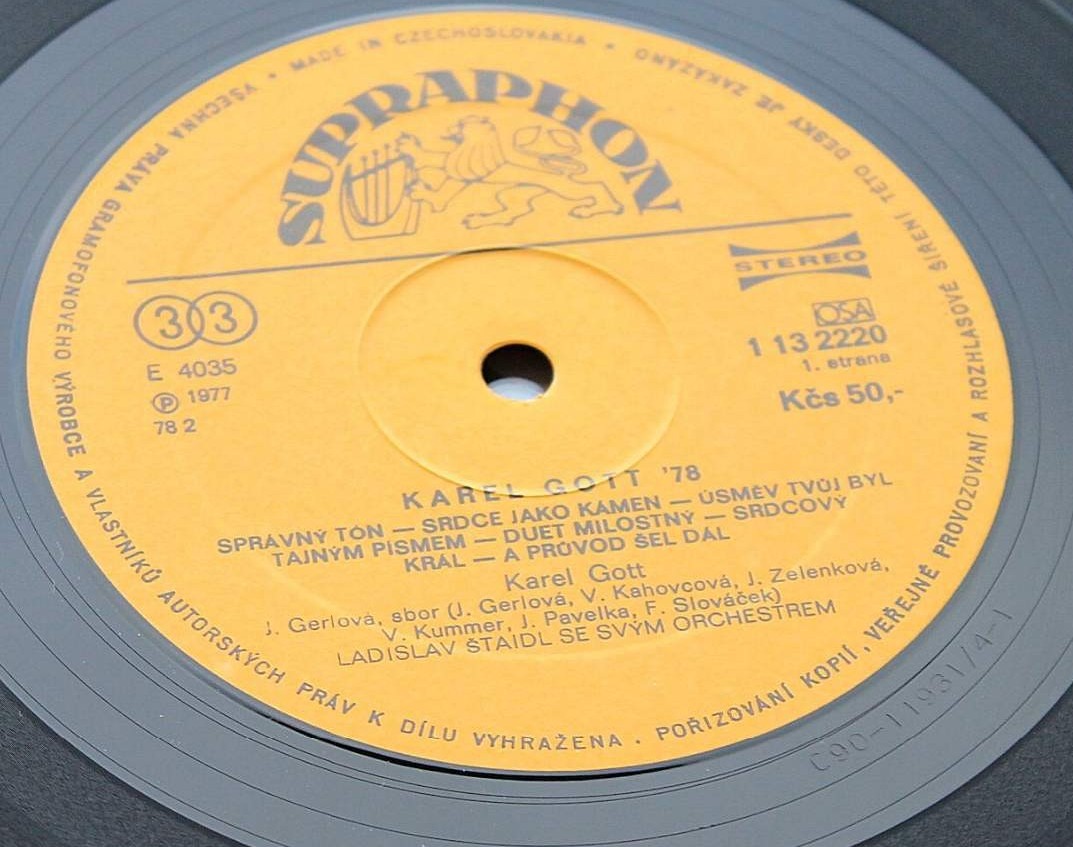 VŠECHNA PRÁVA GRAMOFONOVÉHO VÝROBCE A VLASTNÍKŮ AUTORSKÝCH PRÁV K DÍLU VYHRAŽENA . POŘIZOVÁNÍ KOPIÍ, VEŘEJNÉ PROVOZOVÁNÍ A ROZHLASOVÉ ŠÍŘENÍ TÉTO DESKY JE ZAKÁZÁNO • MADE IN CZECHOSLOVAKIA •
SUPRAPHON
STEREO
33
OSA
E 4035
1 13 2220
Ⓟ 1977
1. strana
78 2
Kčs 50,-
KAREL GOTT '78
SPRÁVNÝ TÓN — SRDCE JAKO KÁMEN — ÚSMĚV TVŮJ BYL
TAJNÝM PÍSMEM — DUET MILOSTNÝ — SRDCOVÝ
KRÁL — A PRŮVOD ŠEL DÁL
Karel Gott
J. Gerlová, sbor (J. Gerlová, V. Kahovcová, J. Zelenková,
V. Kummer, J. Pavelka, F. Slováček)
LADISLAV ŠTAIDL SE SVÝM ORCHESTREM
C90-11931/4-1